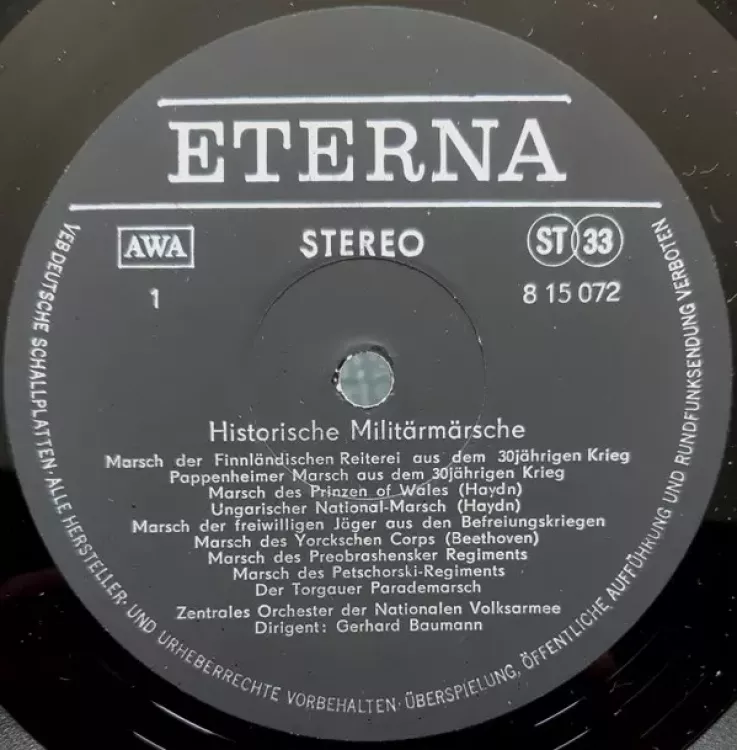 ETERNA
AWA
STEREO
ST 33
1
8 15 072
Historische Militärmärsche
Marsch der Finnländischen Reiterei aus dem 30jährigen Krieg
Pappenheimer Marsch aus dem 30jährigen Krieg
Marsch des Prinzen of Wales (Haydn)
Ungarischer National-Marsch (Haydn)
Marsch der freiwilligen Jäger aus den Befreiungskriegen
Marsch des Yorckschen Corps (Beethoven)
Marsch des Preobrashensker Regiments
Marsch des Petschorski-Regiments
Der Torgauer Parademarsch
Zentrales Orchester der Nationalen Volksarmee
Dirigent: Gerhard Baumann
VEB DEUTSCHE SCHALLPLATTEN · ALLE HERSTELLER- UND URHEBERRECHTE VORBEHALTEN · ÜBERSPIELUNG, ÖFFENTLICHE AUFFÜHRUNG UND RUNDFUNKSENDUNG VERBOTEN